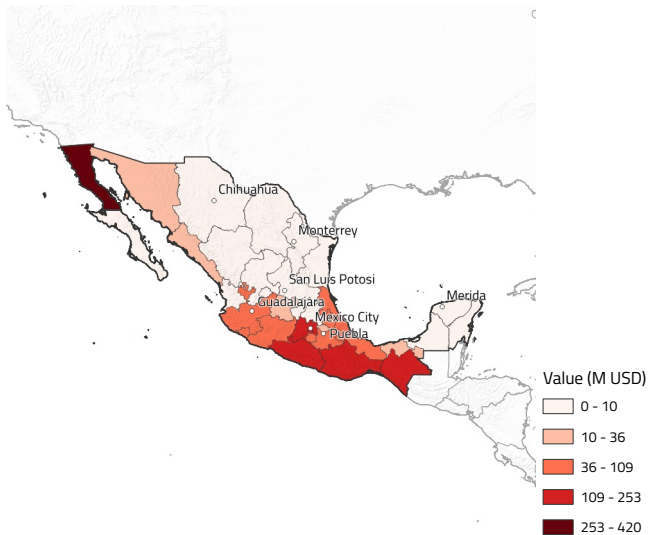 Chihuahua
Monterrey
San Luis Potosi
Merida
Guadalajara
Mexico City
Puebla
Value (M USD)
0 - 10
10 - 36
36 - 109
109 - 253
253 - 420